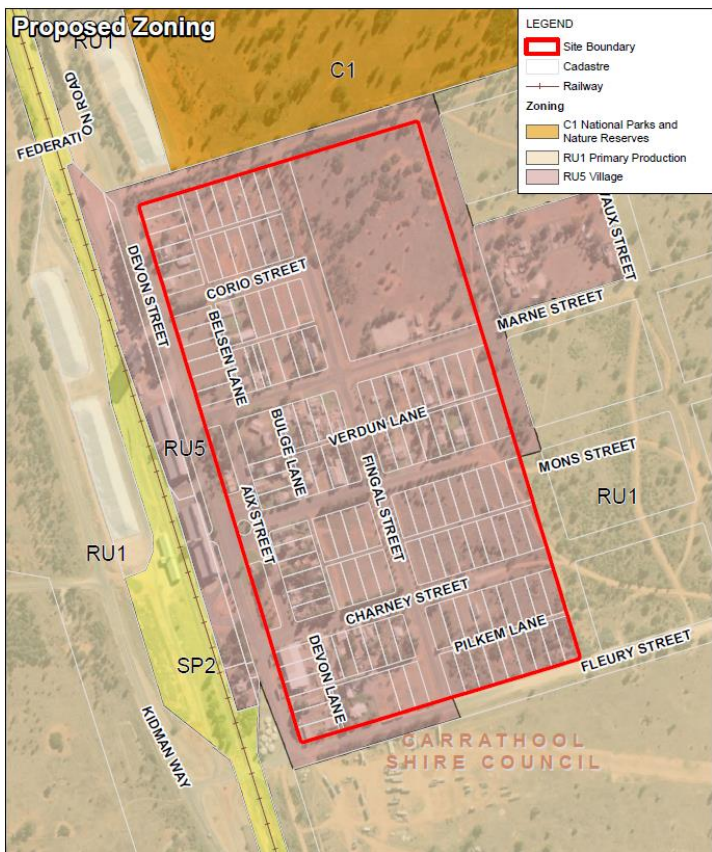 Proposed Zoning
RU1
C1
FEDERATION ROAD
LEGEND
Site Boundary
Cadastre
Railway
Zoning
C1 National Parks and
Nature Reserves
RU1 Primary Production
RU5 Village
DEVON STREET
CORIO STREET
BELSEN LANE
AUX STREET
MARNE STREET
BULGE LANE
VERDUN LANE
RU5
FINGAL STREET
MONS STREET
AIX STREET
RU1
RU1
CHARNEY STREET
PILKEM LANE
DEVON LANE
FLEURY STREET
SP2
KIDMAN WAY
CARRATHOOL
SHIRE COUNCIL